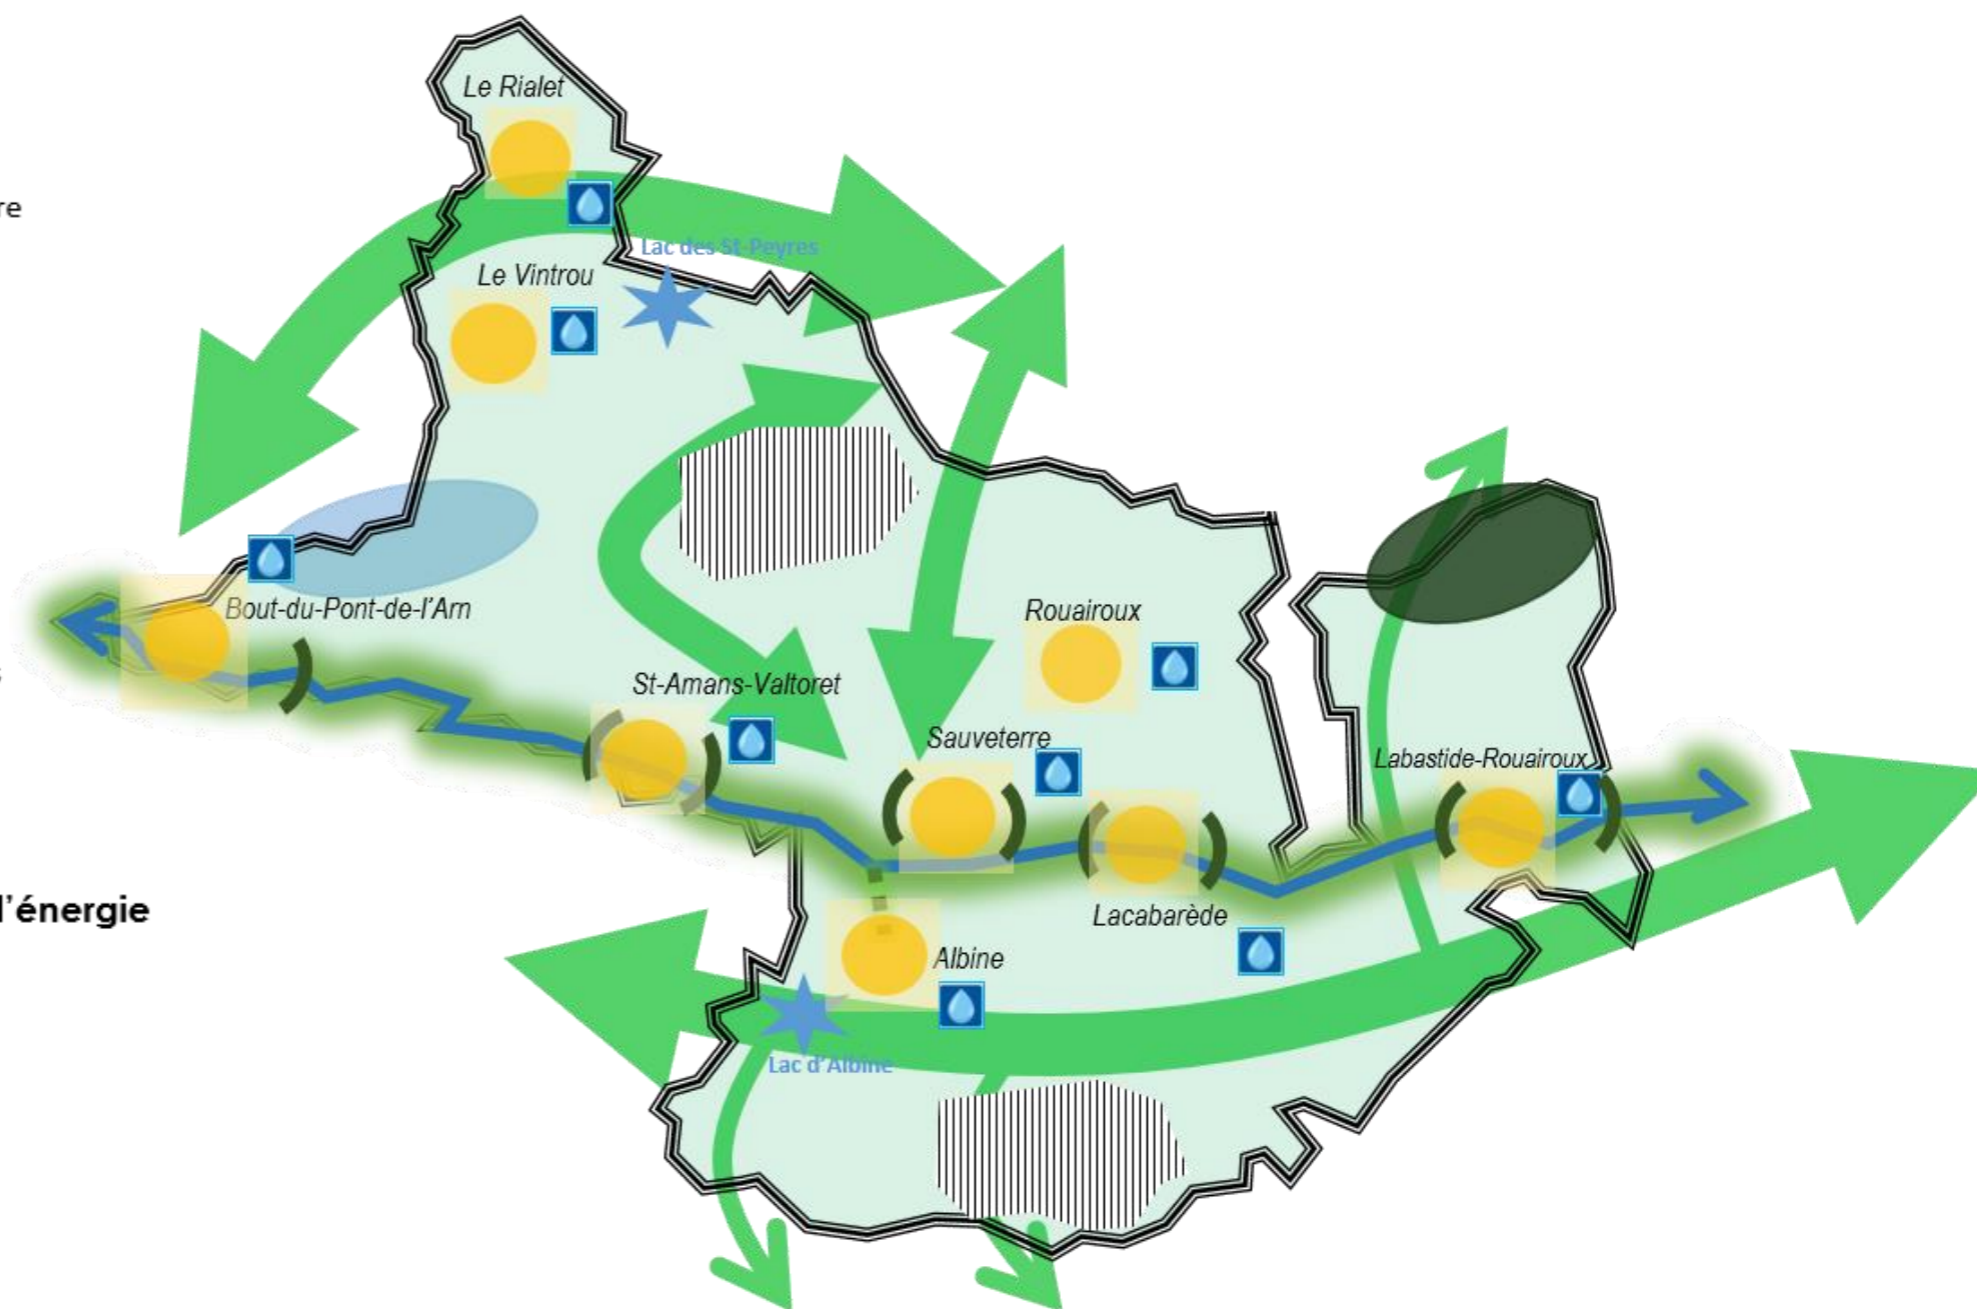 Le Rialet
re
Lac des St-Peyres
Le Vintrou
Bout-du-Pont-de-l'Arn
Rouairoux
s
St-Amans-Valtoret
Sauveterre
Labastide-Rouairoux
l'énergie
Lacabarède
Albine
Lac d'Albine